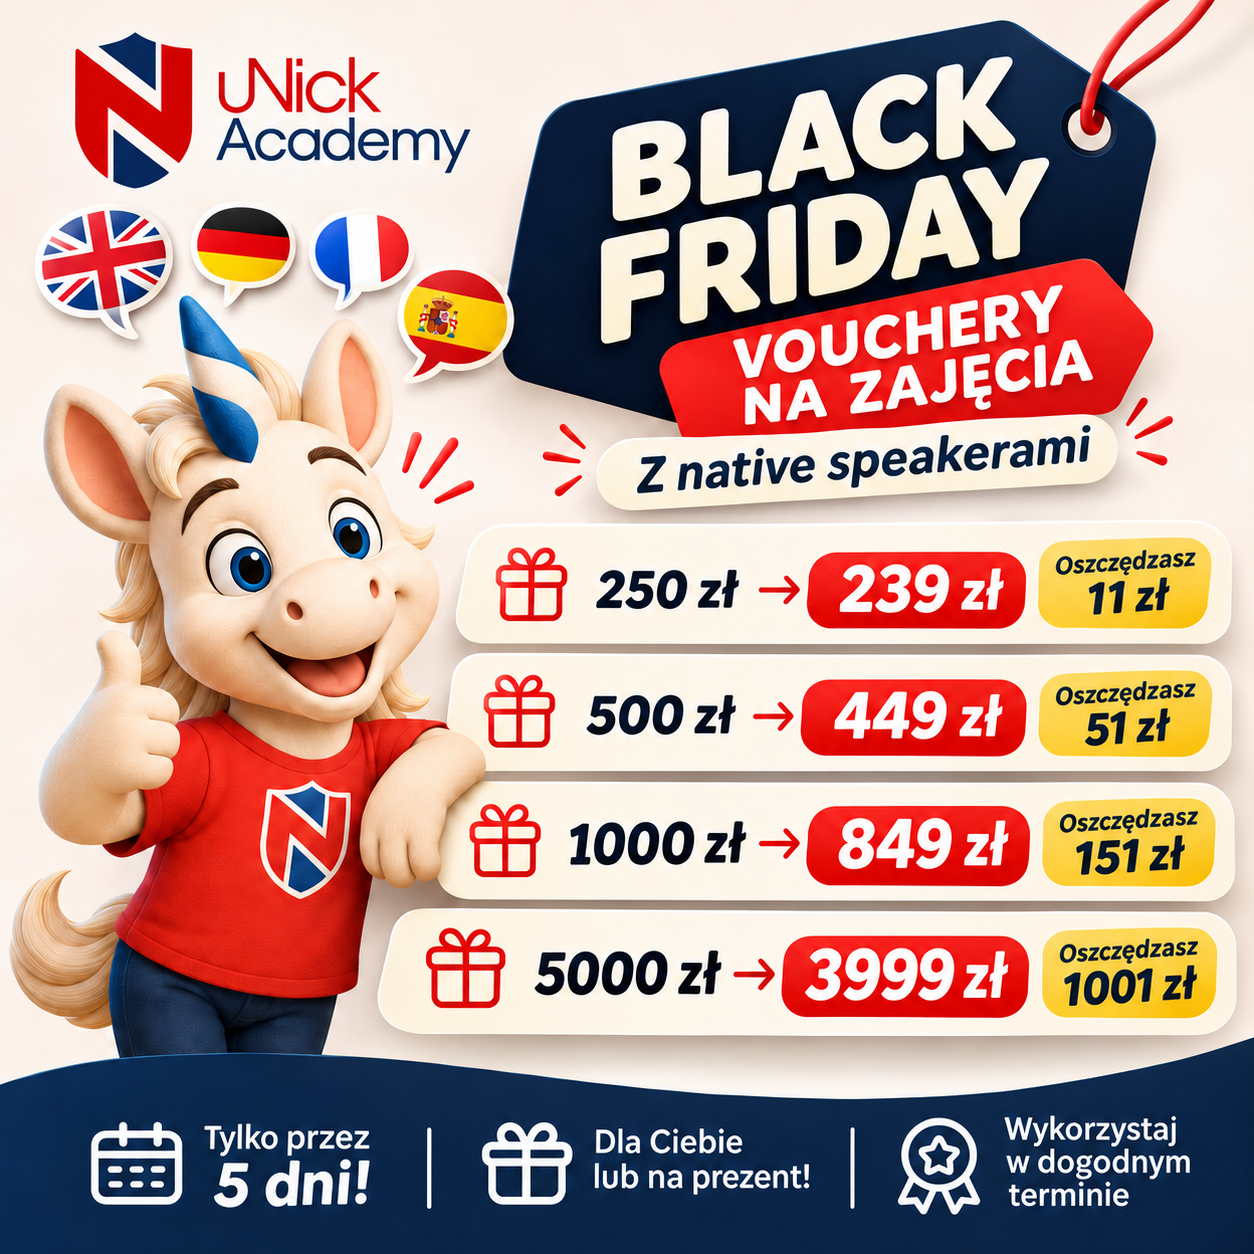 uNick
Academy
BLACK
FRIDAY
VOUCHERY
NA ZAJĘCIA
Z native speakerami
250 zł → 239 zł
Oszczędzasz
11 zł
500 zł → 449 zł
Oszczędzasz
51 zł
1000 zł → 849 zł
Oszczędzasz
151 zł
5000 zł → 3999 zł
Oszczędzasz
1001 zł
Tylko przez
5 dni!
Dla Ciebie
lub na prezent!
Wykorzystaj
w dogodnym
terminie